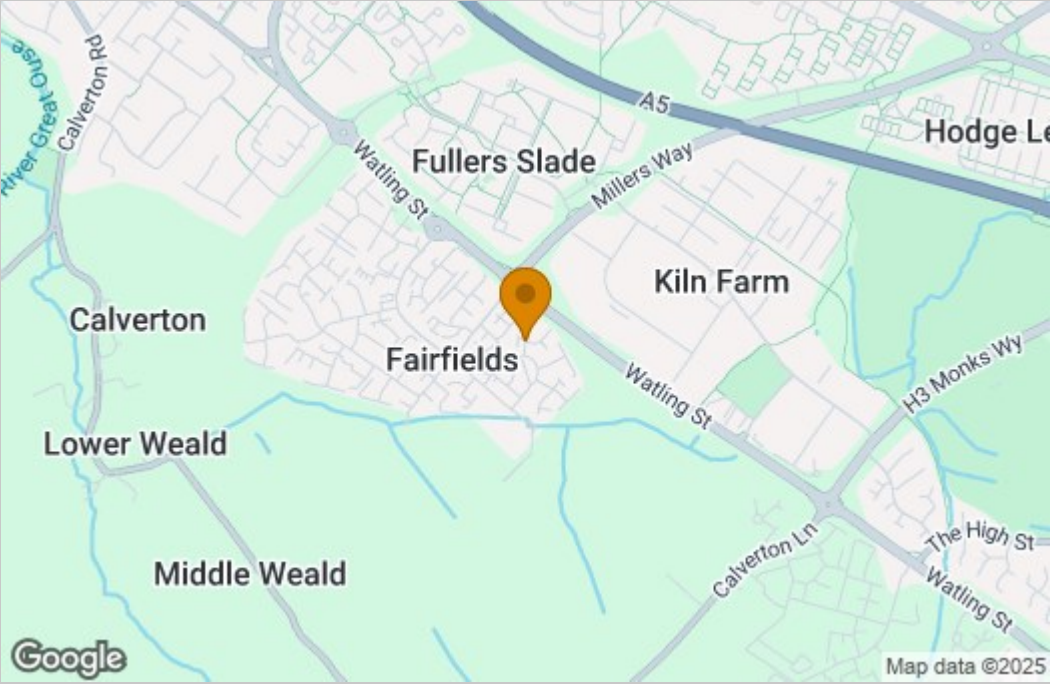 River Great Ouse
Calverton Rd
A5
Hodge Le
Watling St
Fullers Slade
Millers Way
Kiln Farm
Calverton
Fairfields
Watling St
H3 Monks Wy
Lower Weald
Middle Weald
Calverton Ln
The High St
Watling St
Google
Map data ©2025